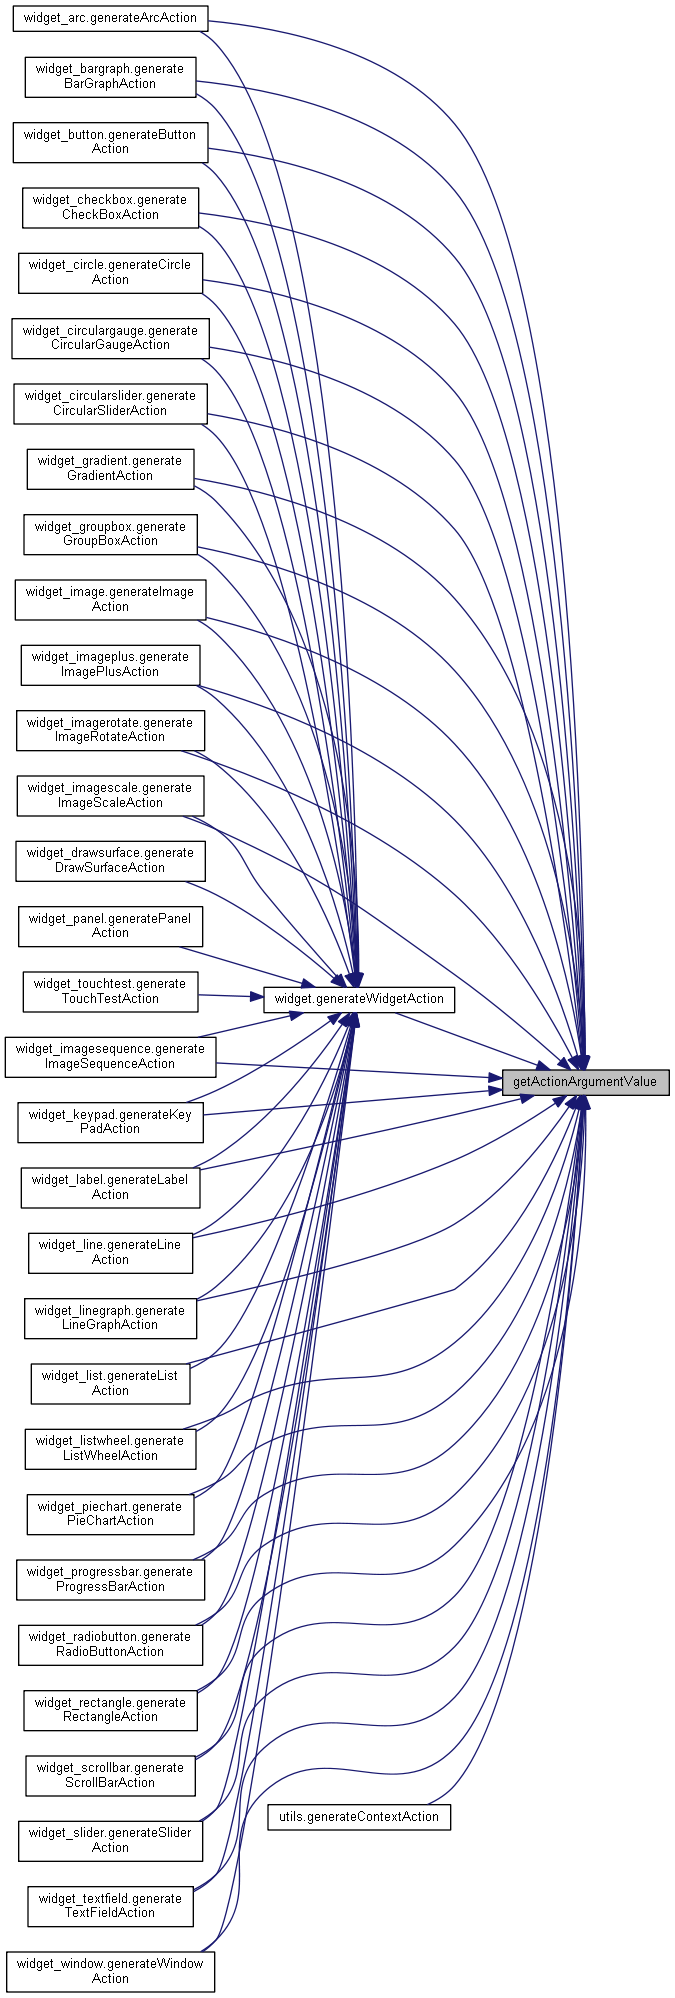 widget_arc.generateArcAction
widget_bargraph.generate
BarGraphAction
widget_button.generateButton
Action
widget_checkbox.generate
CheckBoxAction
widget_circle.generateCircle
Action
widget_circulargauge.generate
CircularGaugeAction
widget_circularslider.generate
CircularSliderAction
widget_gradient.generate
GradientAction
widget_groupbox.generate
GroupBoxAction
widget_image.generateImage
Action
widget_imageplus.generate
ImagePlusAction
widget_imagerotate.generate
ImageRotateAction
widget_imagescale.generate
ImageScaleAction
widget_drawsurface.generate
DrawSurfaceAction
widget_panel.generatePanel
Action
widget_touchtest.generate
TouchTestAction
widget.generateWidgetAction
widget_imagesequence.generate
ImageSequenceAction
getActionArgumentValue
widget_keypad.generateKey
PadAction
widget_label.generateLabel
Action
widget_line.generateLine
Action
widget_linegraph.generate
LineGraphAction
widget_list.generateList
Action
widget_listwheel.generate
ListWheelAction
widget_piechart.generate
PieChartAction
widget_progressbar.generate
ProgressBarAction
widget_radiobutton.generate
RadioButtonAction
widget_rectangle.generate
RectangleAction
widget_scrollbar.generate
ScrollBarAction
utils.generateContextAction
widget_slider.generateSlider
Action
widget_textfield.generate
TextFieldAction
widget_window.generateWindow
Action